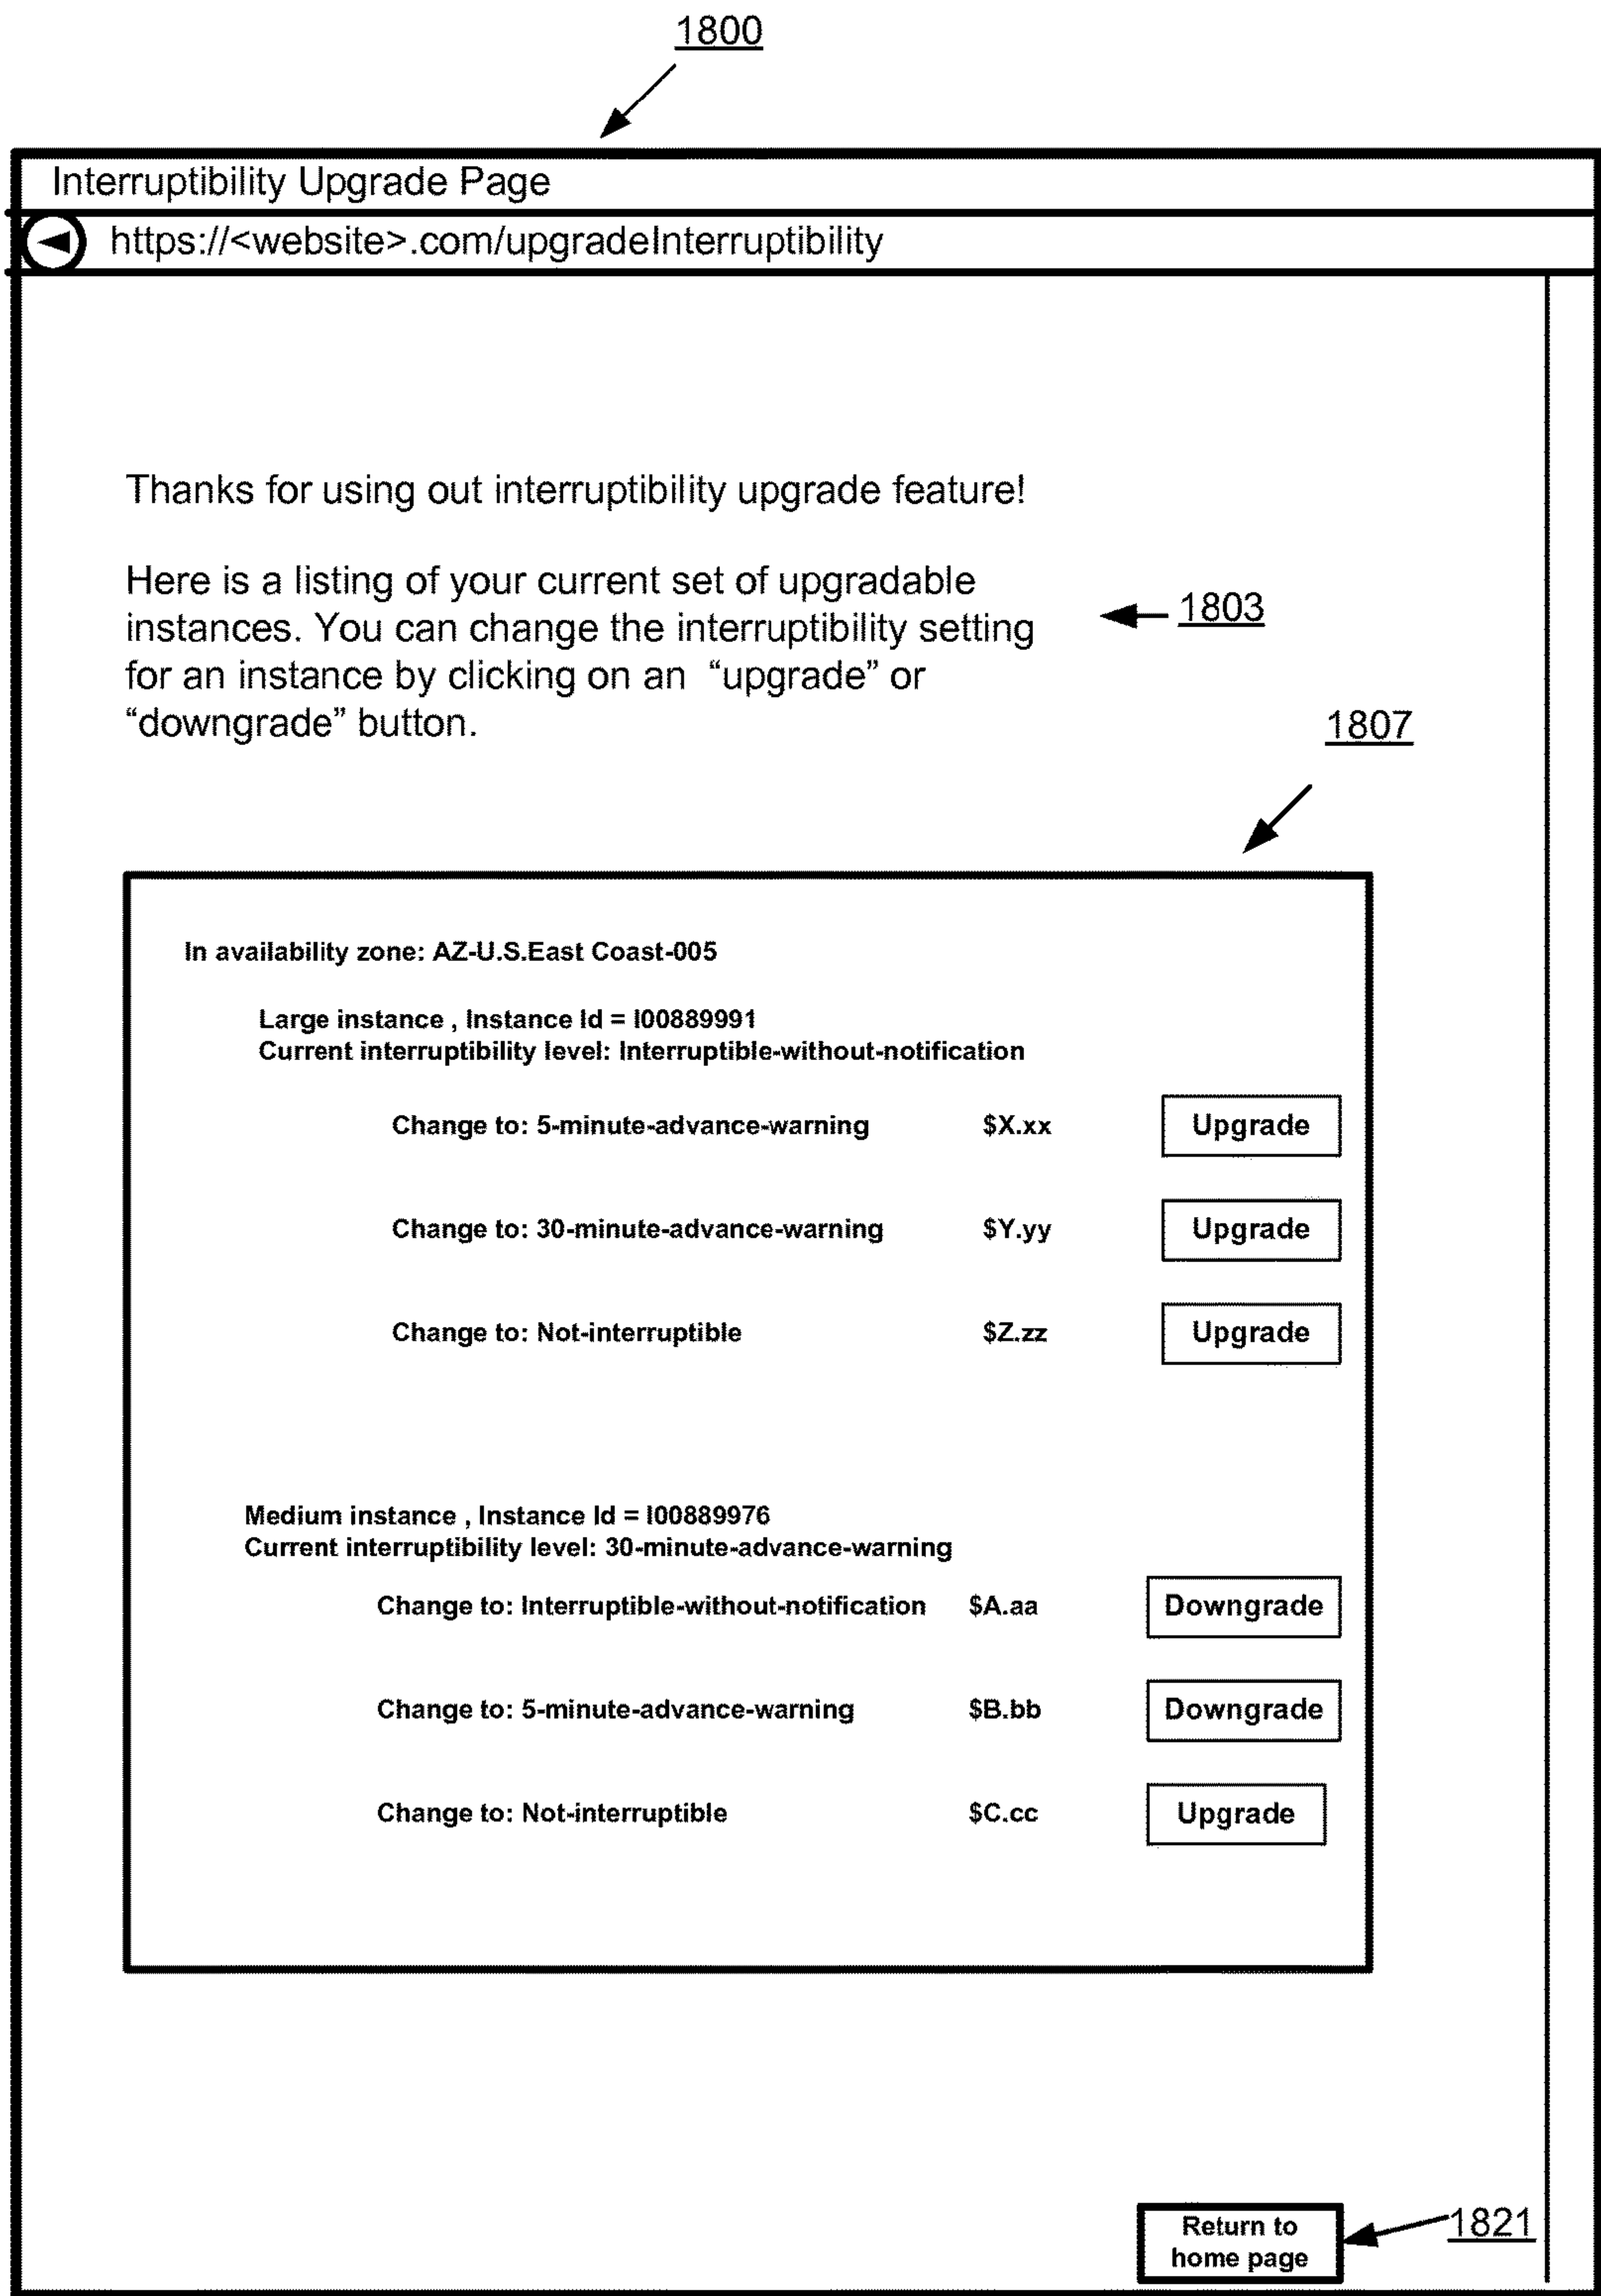 1800
Interruptibility Upgrade Page
https://<website>.com/upgradeInterruptibility
Thanks for using out interruptibility upgrade feature!
Here is a listing of your current set of upgradable
instances. You can change the interruptibility setting
for an instance by clicking on an “upgrade” or
“downgrade” button.
1803
1807
In availability zone: AZ-U.S.East Coast-005
Large instance , Instance Id = I00889991
Current interruptibility level: Interruptible-without-notification
Change to: 5-minute-advance-warning $X.xx Upgrade
Change to: 30-minute-advance-warning $Y.yy Upgrade
Change to: Not-interruptible $Z.zz Upgrade
Medium instance , Instance Id = I00889976
Current interruptibility level: 30-minute-advance-warning
Change to: Interruptible-without-notification $A.aa Downgrade
Change to: 5-minute-advance-warning $B.bb Downgrade
Change to: Not-interruptible $C.cc Upgrade
Return to
home page
1821